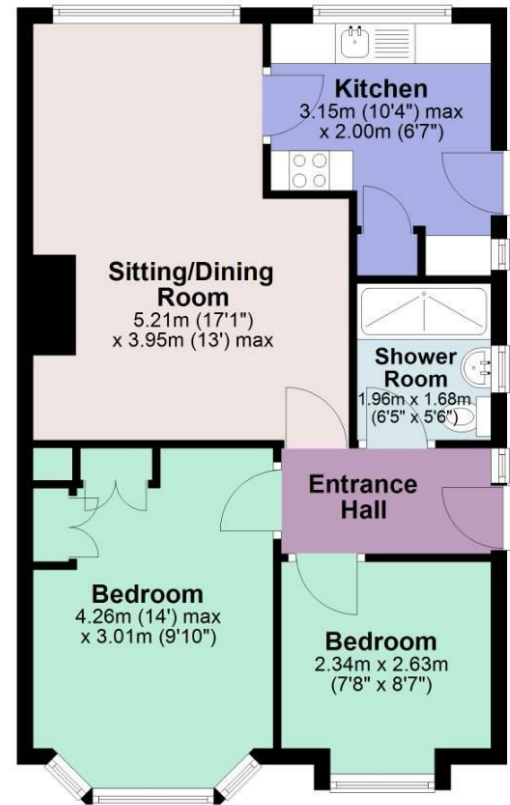 Kitchen
3.15m (10'4") max
x 2.00m (6'7")
Sitting/Dining
Room
5.21m (17'1")
x 3.95m (13') max
Shower
Room
1.96m x 1.68m
(6'5" x 5'6")
Entrance
Hall
Bedroom
4.26m (14') max
x 3.01m (9'10")
Bedroom
2.34m x 2.63m
(7'8" x 8'7")